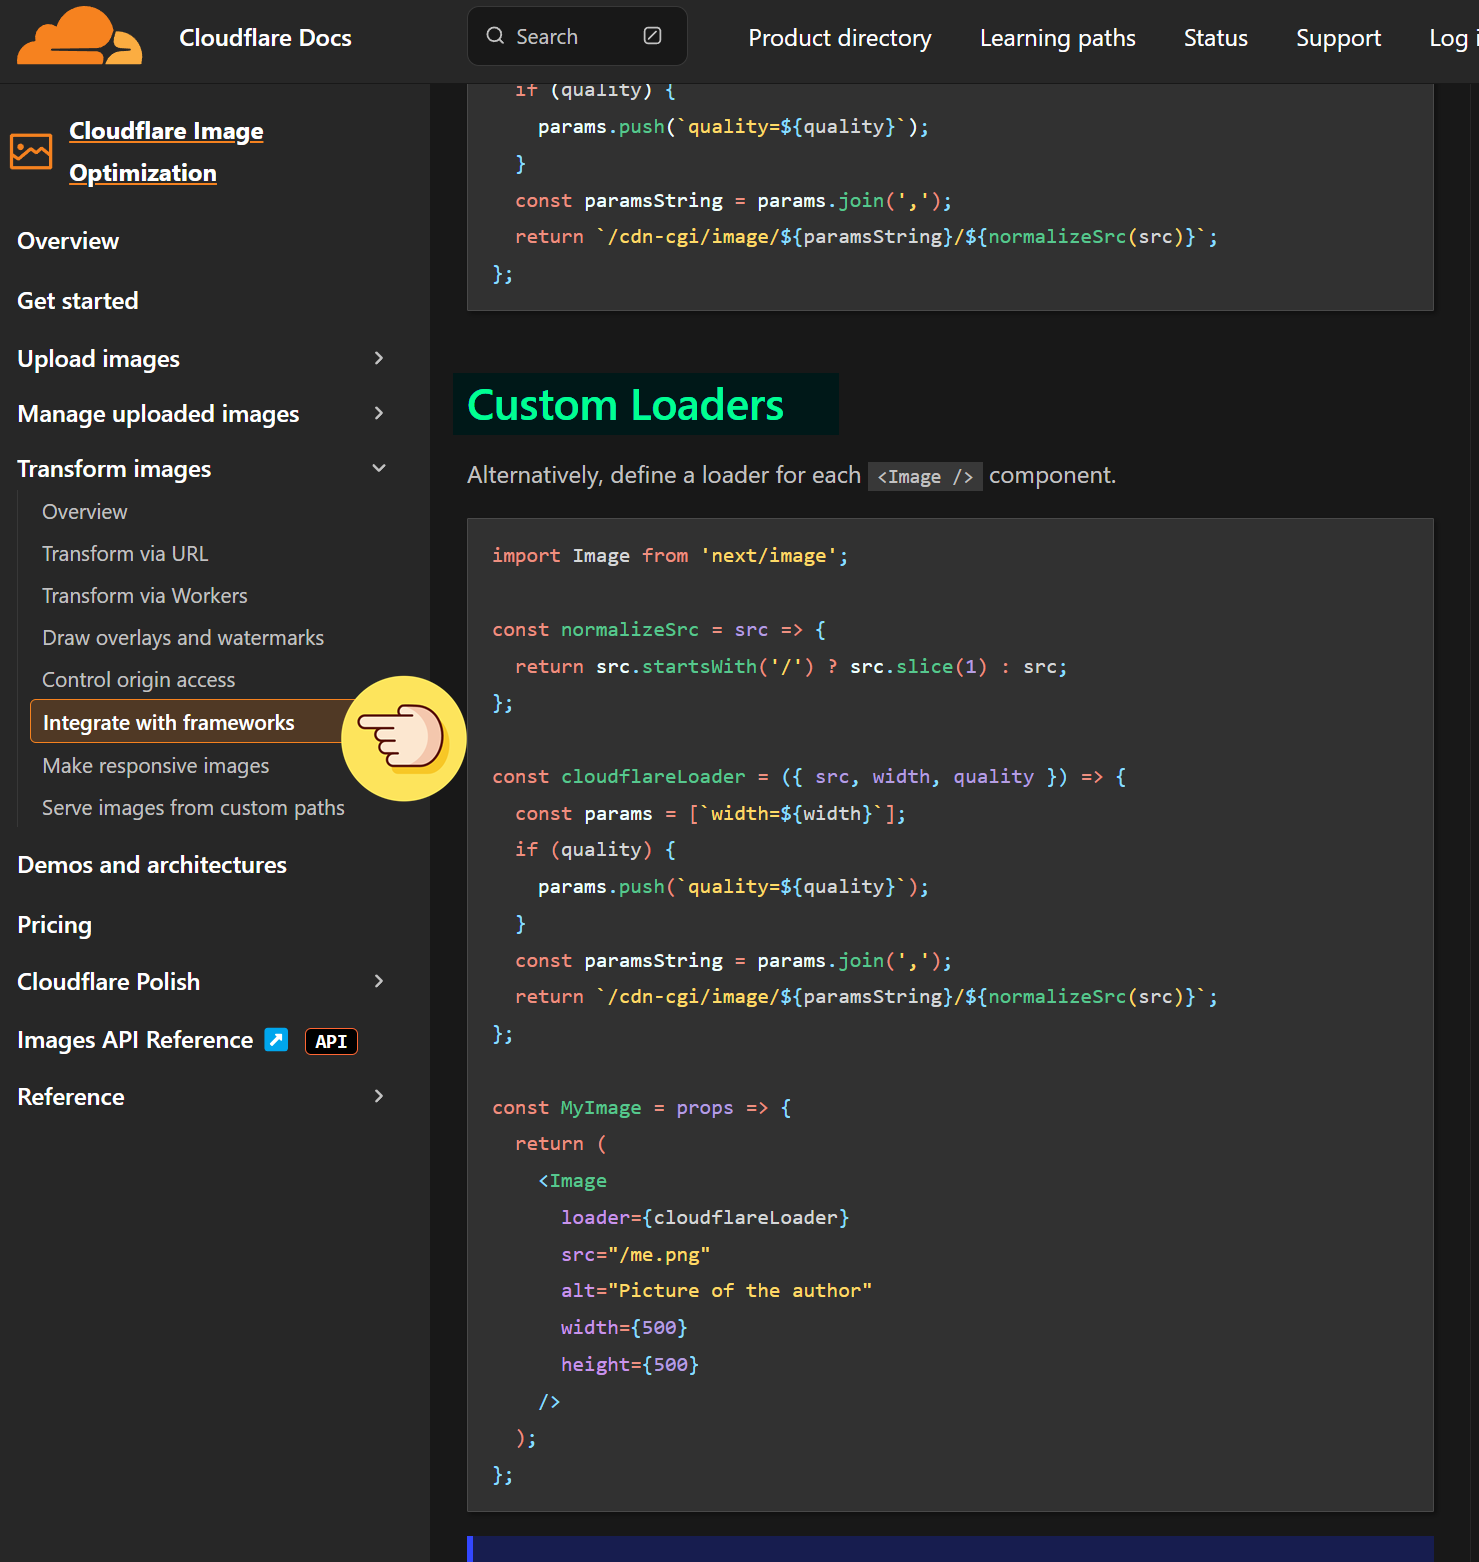 Cloudflare Docs
Search
Product directory
Learning paths
Status
Support
Log i
Cloudflare Image
Optimization
Overview
Get started
Upload images
Manage uploaded images
Transform images
Overview
Transform via URL
Transform via Workers
Draw overlays and watermarks
Control origin access
Integrate with frameworks
Make responsive images
Serve images from custom paths
Demos and architectures
Pricing
Cloudflare Polish
Images API Reference API
Reference
if (quality) {
params.push(`quality=${quality}`);
}
const paramsString = params.join(',');
return `/cdn-cgi/image/${paramsString}/${normalizeSrc(src)}`;
};
Custom Loaders
Alternatively, define a loader for each <Image /> component.
import Image from 'next/image';
const normalizeSrc = src => {
return src.startsWith('/') ? src.slice(1) : src;
};
const cloudflareLoader = ({ src, width, quality }) => {
const params = [`width=${width}`];
if (quality) {
params.push(`quality=${quality}`);
}
const paramsString = params.join(',');
return `/cdn-cgi/image/${paramsString}/${normalizeSrc(src)}`;
};
const MyImage = props => {
return (
<Image
loader={cloudflareLoader}
src="/me.png"
alt="Picture of the author"
width={500}
height={500}
/>
);
};